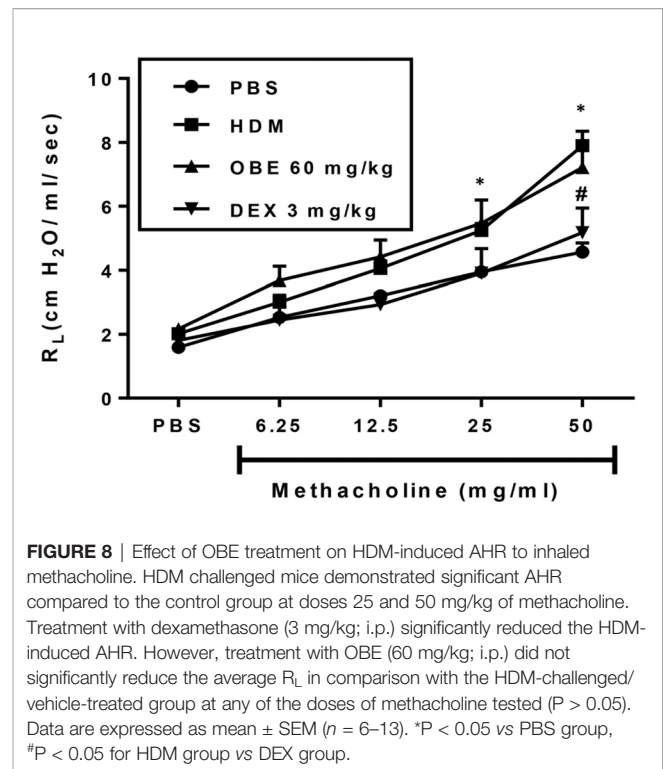 10
8
6
4
2
0
R_L (cm H₂O/ml/sec)
PBS
HDM
OBE 60 mg/kg
DEX 3 mg/kg
*
*
#
PBS 6.25 12.5 25 50
Methacholine (mg/ml)
FIGURE 8 | Effect of OBE treatment on HDM-induced AHR to inhaled
methacholine. HDM challenged mice demonstrated significant AHR
compared to the control group at doses 25 and 50 mg/kg of methacholine.
Treatment with dexamethasone (3 mg/kg; i.p.) significantly reduced the HDM-
induced AHR. However, treatment with OBE (60 mg/kg; i.p.) did not
significantly reduce the average R_L in comparison with the HDM-challenged/
vehicle-treated group at any of the doses of methacholine tested (P > 0.05).
Data are expressed as mean ± SEM (n = 6–13). *P < 0.05 vs PBS group,
#P < 0.05 for HDM group vs DEX group.